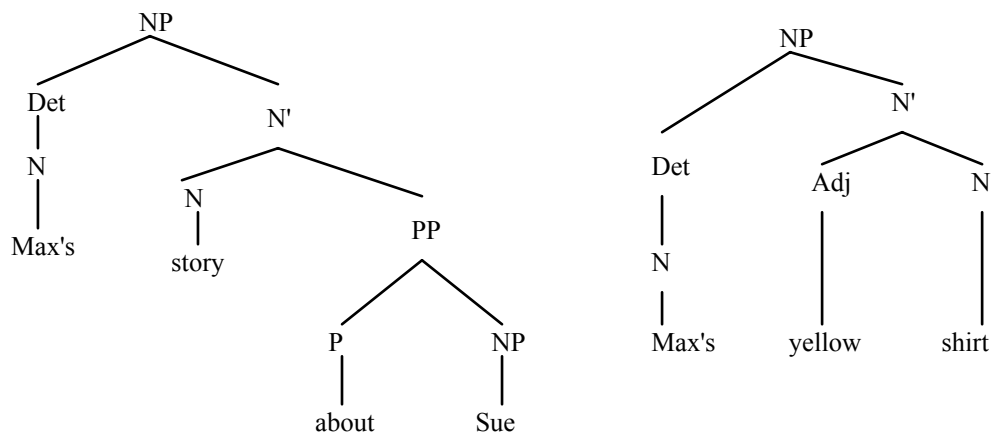 NP
Det
N'
N
N
PP
Max's
story
P
NP
about
Sue
NP
N'
Det
Adj
N
N
Max's
yellow
shirt